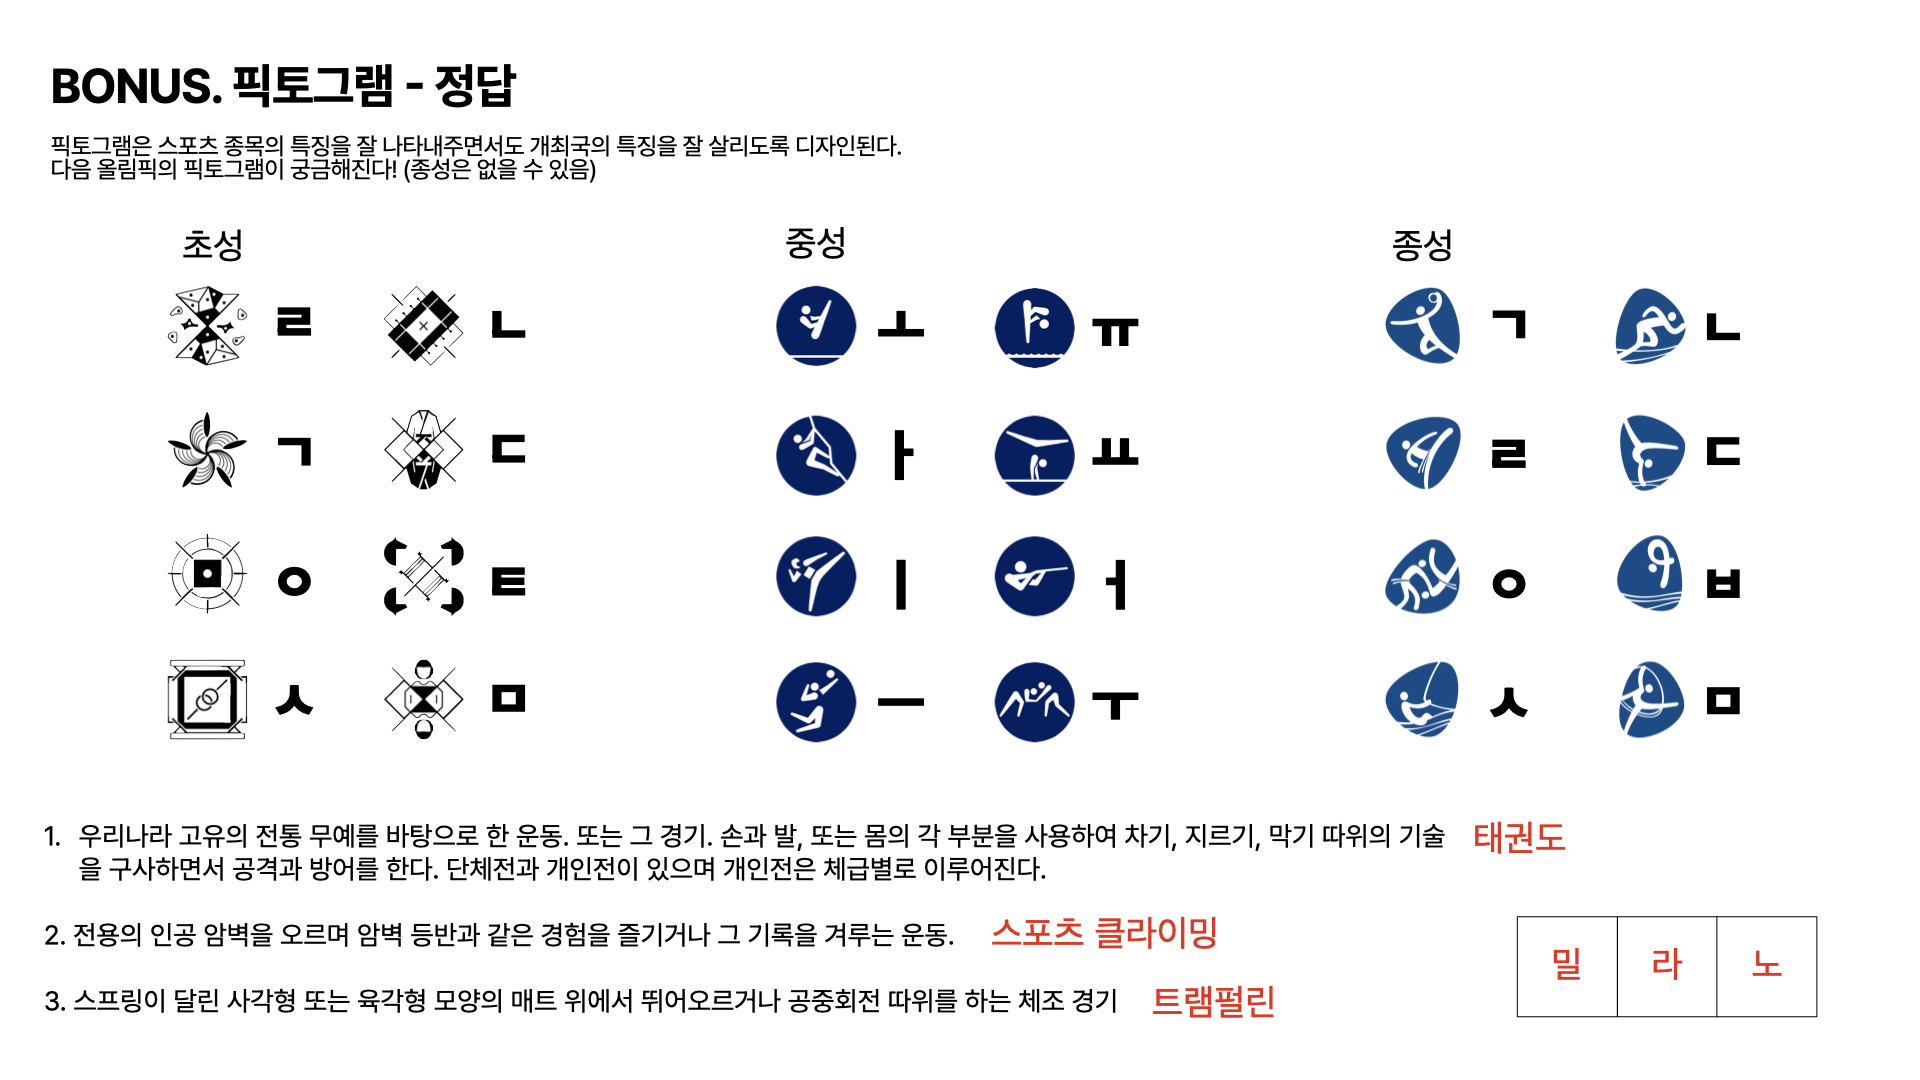 BONUS. 픽토그램 - 정답
픽토그램은 스포츠 종목의 특징을 잘 나타내주면서도 개최국의 특징을 잘 살리도록 디자인된다.
다음 올림픽의 픽토그램이 궁금해진다! (종성은 없을 수 있음)
초성 중성 종성
ㄹ ㄴ ㅗ ㅠ ㄱ ㄴ
ㄱ ㄷ ㅏ ㅛ ㄹ ㄷ
ㅇ ㅌ ㅣ ㅓ ㅇ ㅂ
ㅅ ㅁ ㅡ ㅜ ㅅ ㅁ
1. 우리나라 고유의 전통 무예를 바탕으로 한 운동. 또는 그 경기. 손과 발, 또는 몸의 각 부분을 사용하여 차기, 지르기, 막기 따위의 기술 태권도
을 구사하면서 공격과 방어를 한다. 단체전과 개인전이 있으며 개인전은 체급별로 이루어진다.
2. 전용의 인공 암벽을 오르며 암벽 등반과 같은 경험을 즐기거나 그 기록을 겨루는 운동. 스포츠 클라이밍
밀 라 노
3. 스프링이 달린 사각형 또는 육각형 모양의 매트 위에서 뛰어오르거나 공중회전 따위를 하는 체조 경기 트램펄린